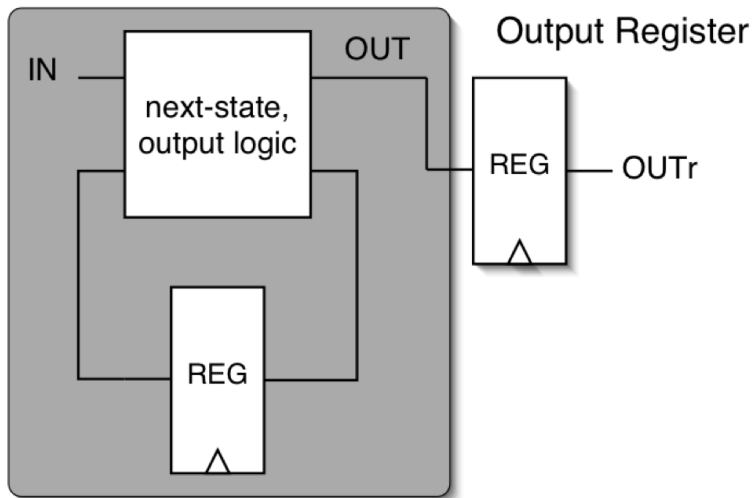 Output Register
IN
OUT
next-state,
output logic
REG
OUTr
REG